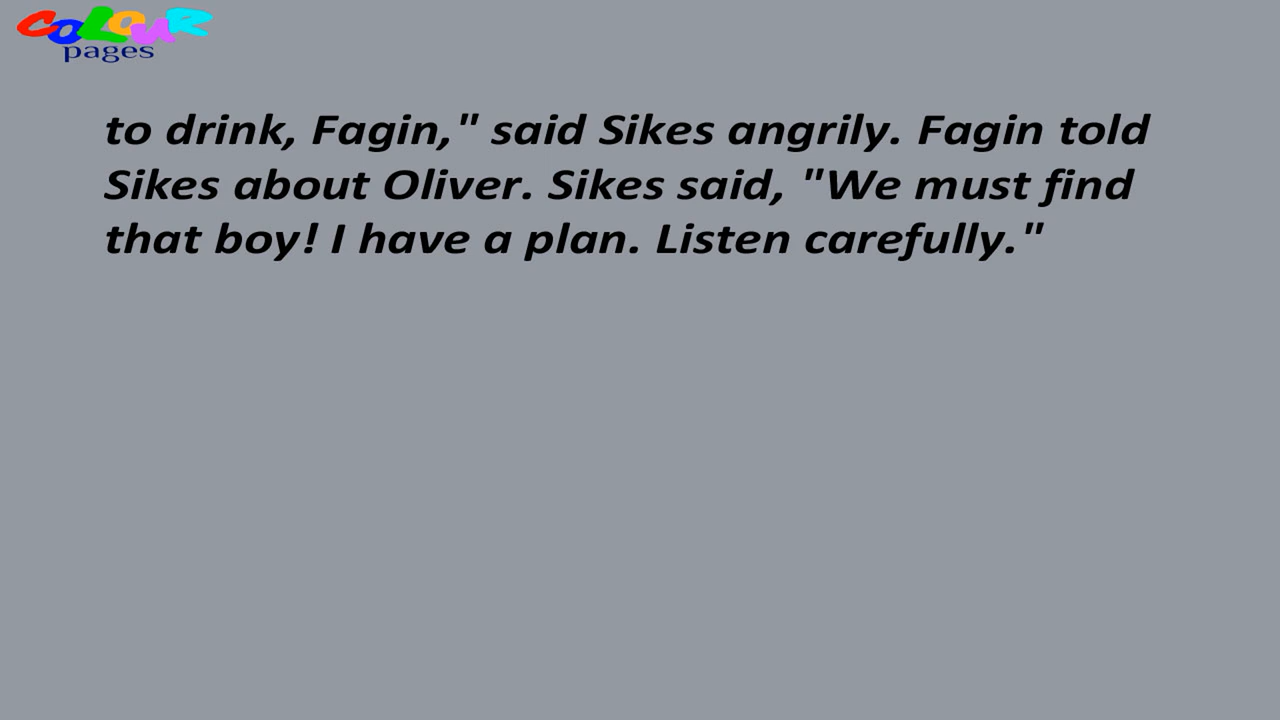 COLOUR
pages
to drink, Fagin," said Sikes angrily. Fagin told
Sikes about Oliver. Sikes said, "We must find
that boy! I have a plan. Listen carefully."